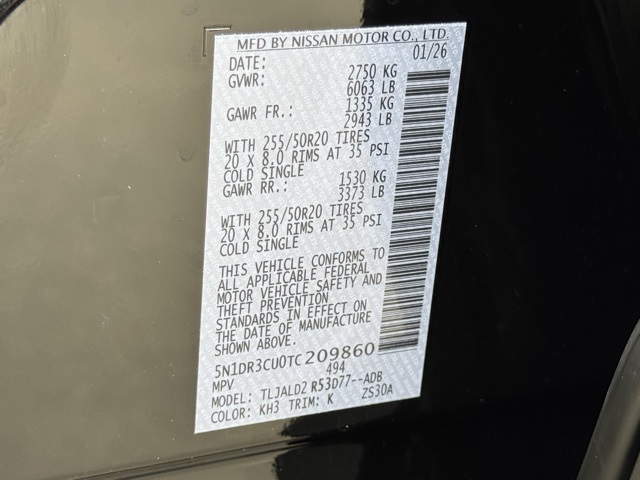 MFD BY NISSAN MOTOR CO., LTD.
DATE: 01/26
GVWR: 2750 KG
6063 LB
GAWR FR.: 1335 KG
2943 LB
WITH 255/50R20 TIRES
20 X 8.0 RIMS AT 35 PSI
COLD SINGLE
GAWR RR.: 1530 KG
3373 LB
WITH 255/50R20 TIRES
20 X 8.0 RIMS AT 35 PSI
COLD SINGLE
THIS VEHICLE CONFORMS TO
ALL APPLICABLE FEDERAL
MOTOR VEHICLE SAFETY AND
THEFT PREVENTION
STANDARDS IN EFFECT ON
THE DATE OF MANUFACTURE
SHOWN ABOVE.
5N1DR3CU0TC209860
MPV 494
MODEL: TLJALD2 R53D77--ADB
COLOR: KH3 TRIM: K ZS30A